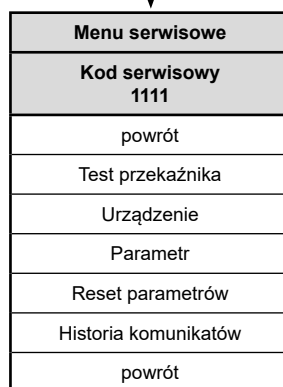 Menu serwisowe
Kod serwisowy
1111
powrót
Test przekaźnika
Urządzenie
Parametr
Reset parametrów
Historia komunikatów
powrót